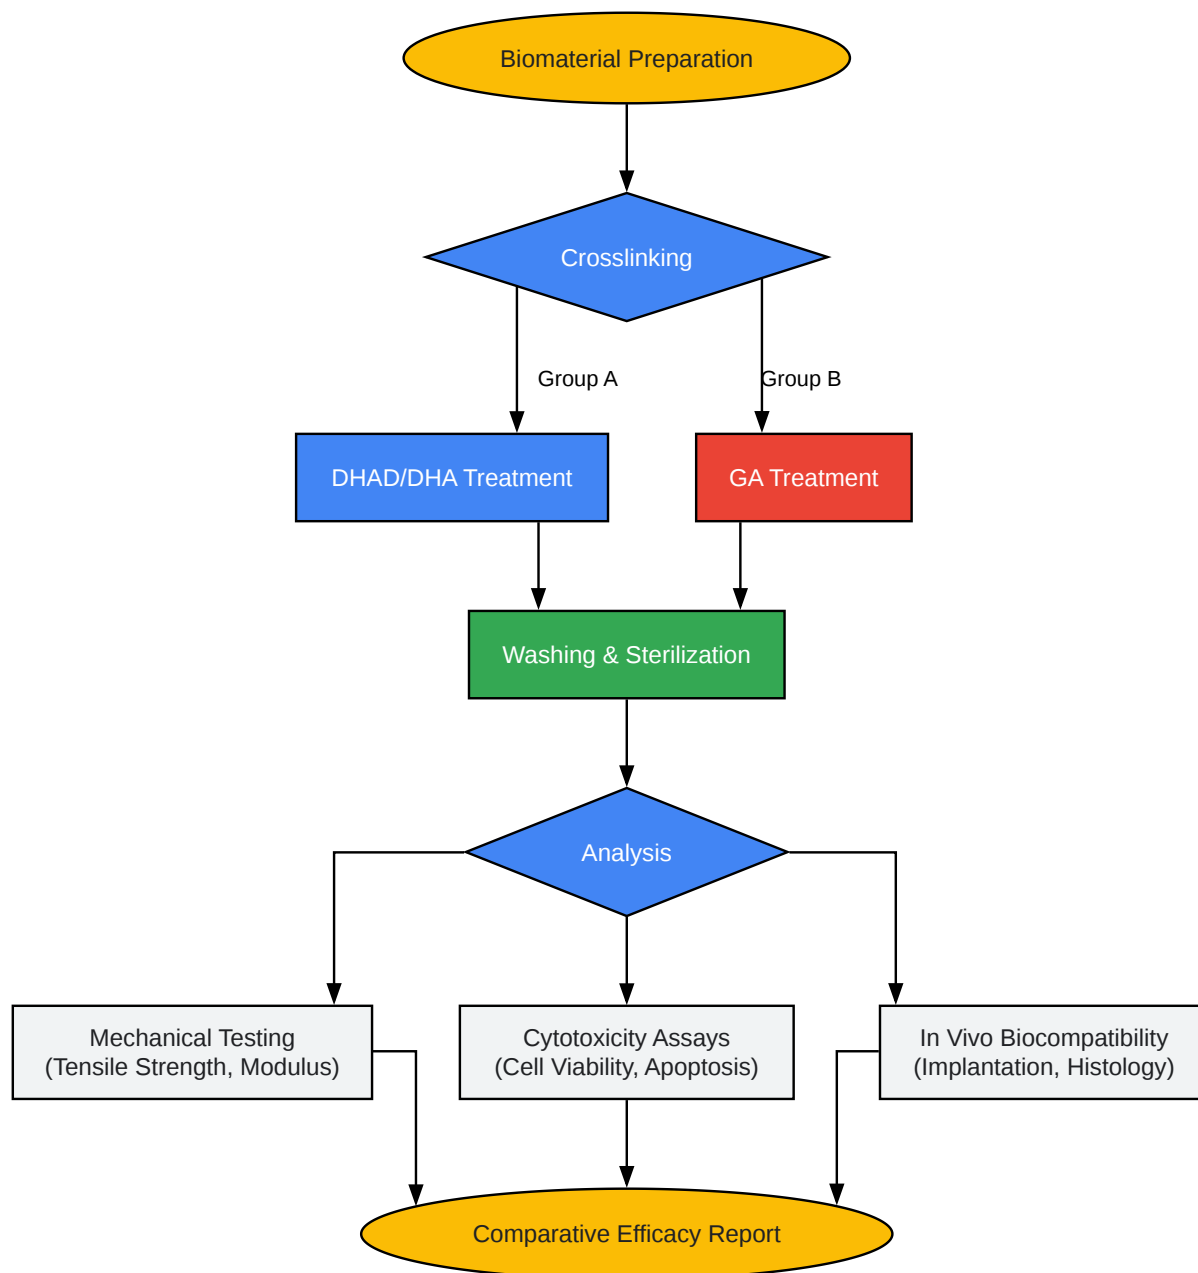 Biomaterial Preparation
Crosslinking
Group A
Group B
DHAD/DHA Treatment
GA Treatment
Washing & Sterilization
Analysis
Mechanical Testing
(Tensile Strength, Modulus)
Cytotoxicity Assays
(Cell Viability, Apoptosis)
In Vivo Biocompatibility
(Implantation, Histology)
Comparative Efficacy Report